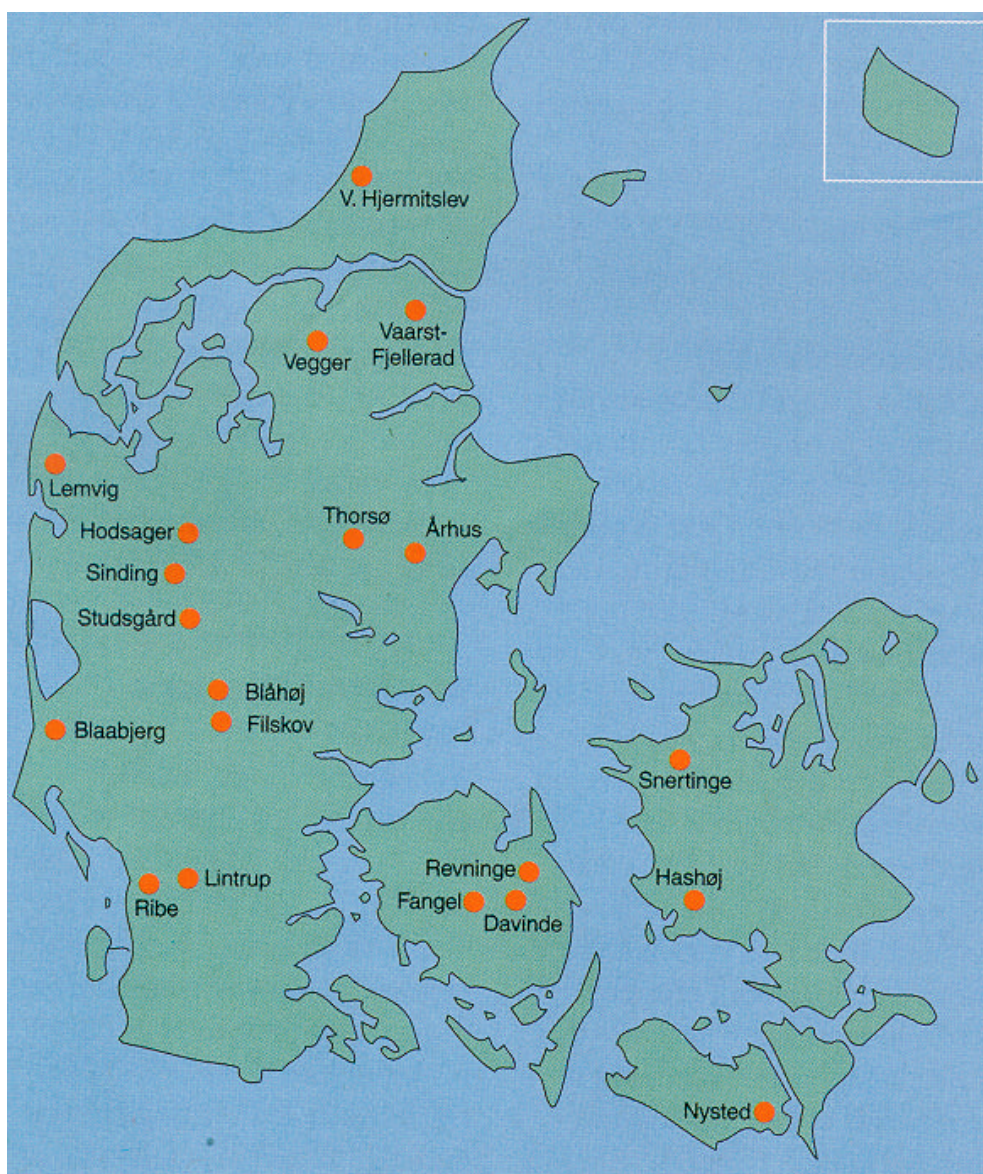 V. Hjermitslev
Vaarst-
Fjellerad
Vegger
Lemvig
Hodsager
Thorsø
Århus
Sinding
Studsgård
Blåhøj
Filskov
Blaabjerg
Snertinge
Revninge
Lintrup
Hashøj
Fangel
Ribe
Davinde
Nysted